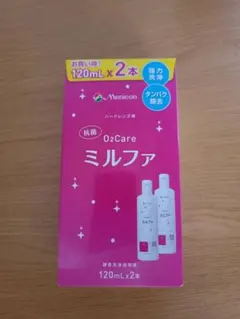 お買い得!
120mL×2本
強力
洗浄
タンパク
除去
Menicon
ハードレンズ用
抗菌
O2Care
ミルファ
120mL×2本